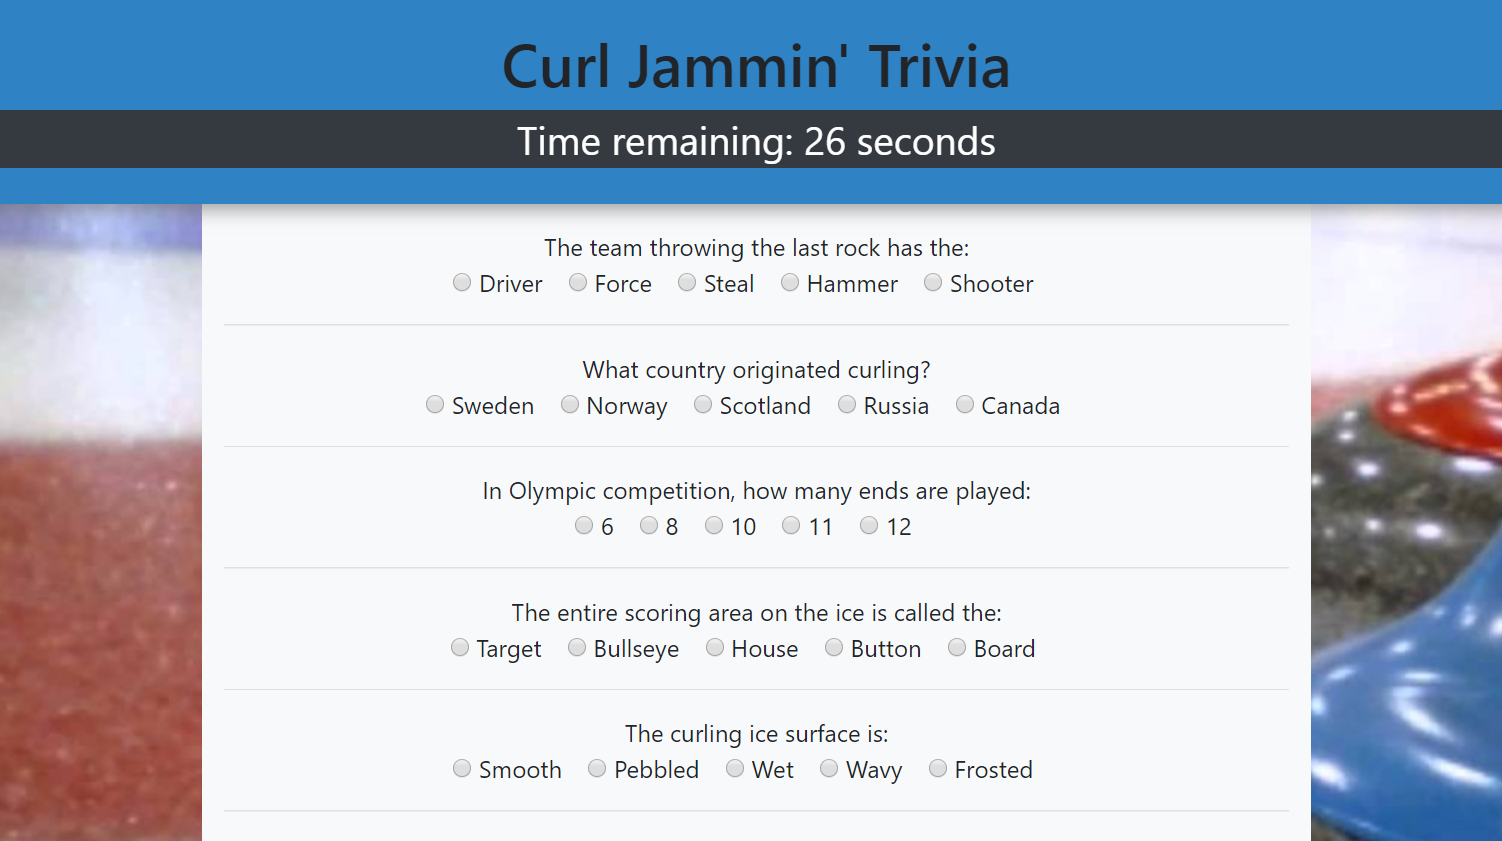 Curl Jammin' Trivia
Time remaining: 26 seconds
The team throwing the last rock has the:
Driver Force Steal Hammer Shooter
What country originated curling?
Sweden Norway Scotland Russia Canada
In Olympic competition, how many ends are played:
6 8 10 11 12
The entire scoring area on the ice is called the:
Target Bullseye House Button Board
The curling ice surface is:
Smooth Pebbled Wet Wavy Frosted